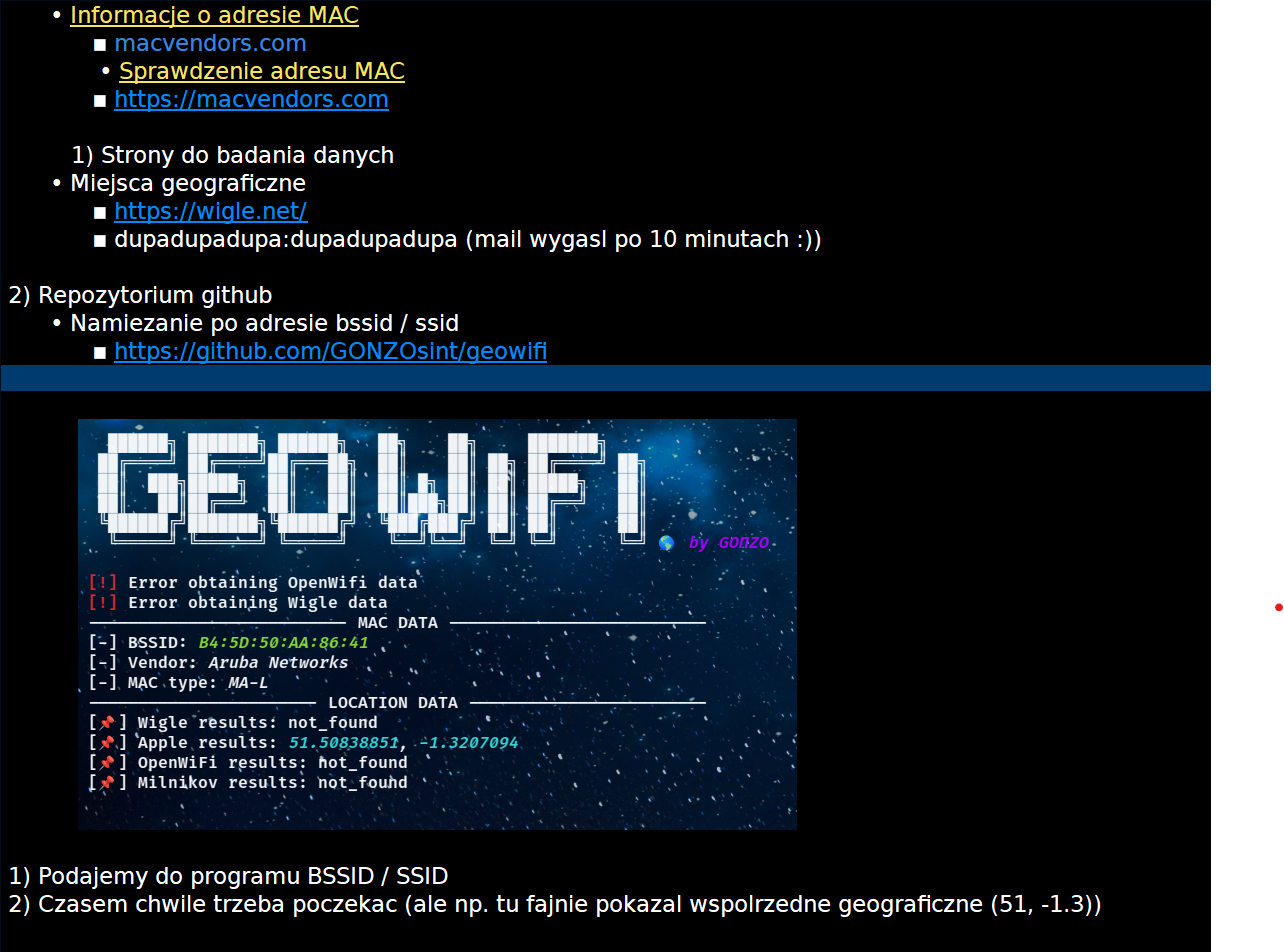 • Informacje o adresie MAC
▪ macvendors.com
• Sprawdzenie adresu MAC
▪ https://macvendors.com
1) Strony do badania danych
• Miejsca geograficzne
▪ https://wigle.net/
▪ dupadupadupa:dupadupadupa (mail wygasl po 10 minutach :))
2) Repozytorium github
• Namiezanie po adresie bssid / ssid
▪ https://github.com/GONZOsint/geowifi
GEOWIFI
🌎 by GONZO
[!] Error obtaining OpenWifi data
[!] Error obtaining Wigle data
MAC DATA
[-] BSSID: B4:5D:50:AA:86:41
[-] Vendor: Aruba Networks
[-] MAC type: MA-L
LOCATION DATA
[📌] Wigle results: not_found
[📌] Apple results: 51.50838851, -1.3207094
[📌] OpenWiFi results: not_found
[📌] Milnikov results: not_found
1) Podajemy do programu BSSID / SSID
2) Czasem chwile trzeba poczekac (ale np. tu fajnie pokazal wspolrzedne geograficzne (51, -1.3))